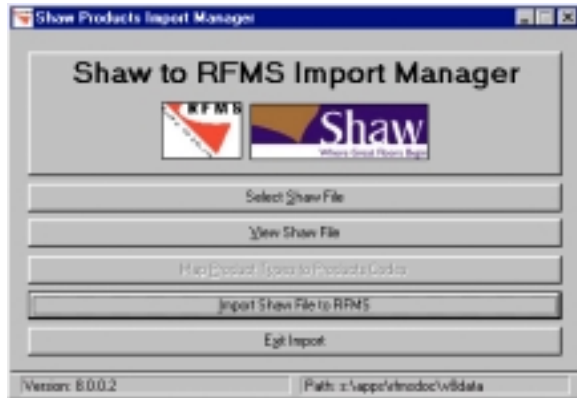 Shaw Products Import Manager
Shaw to RFMS Import Manager
RFMS
Shaw
Where Great Floors Begin
Select Shaw File
View Shaw File
Map Product Types to Products Codes
Import Shaw File to RFMS
Exit Import
Version: 8.0.0.2
Path: z:\apps\rfmsdoc\v8data